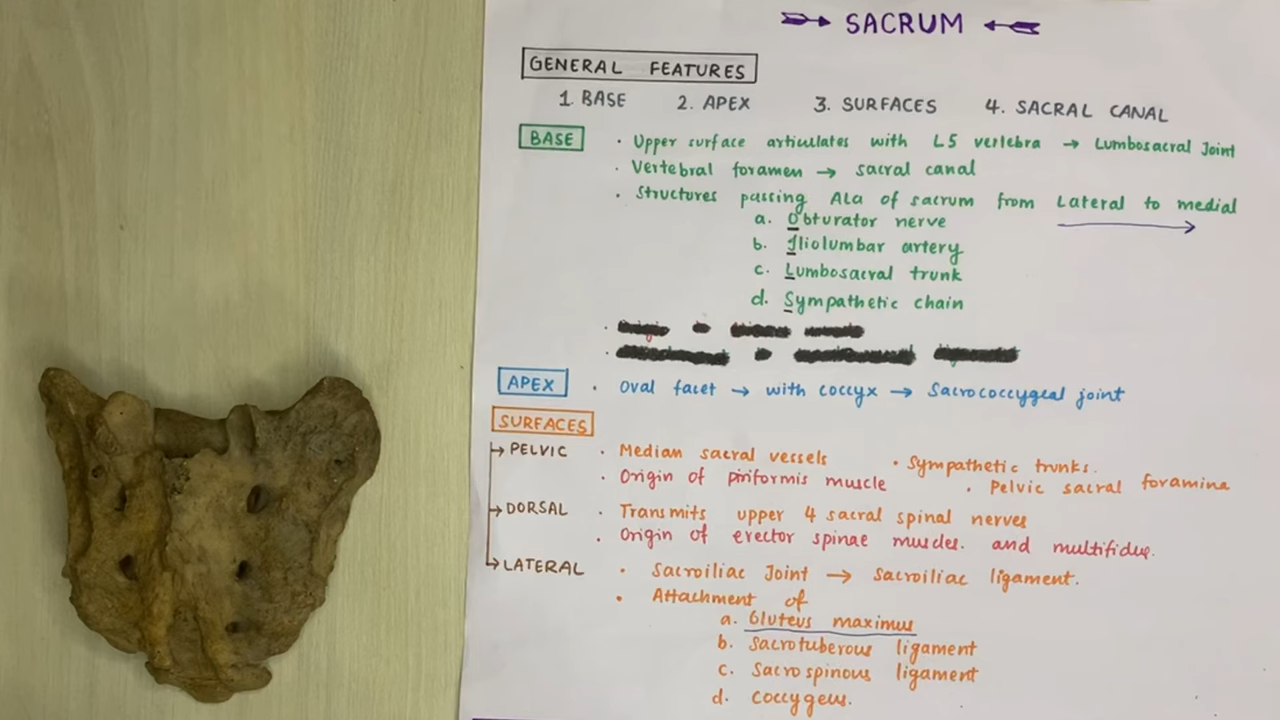 SACRUM
GENERAL FEATURES
1. BASE 2. APEX 3. SURFACES 4. SACRAL CANAL
BASE · Upper surface articulates with L5 vertebra → Lumbosacral Joint
· Vertebral foramen → sacral canal
· Structures passing Ala of sacrum from Lateral to medial
a. Obturator nerve
b. Iliolumbar artery
c. Lumbosacral trunk
d. Sympathetic chain
APEX · Oval facet → with coccyx → Sacrococcygeal joint
SURFACES
→ PELVIC · Median sacral vessels · Sympathetic trunks.
· Origin of piriformis muscle · Pelvic sacral foramina
→ DORSAL · Transmits upper 4 sacral spinal nerves
· Origin of erector spinae muscles. and multifidus.
→ LATERAL · Sacroiliac Joint → Sacroiliac ligament.
· Attachment of
a. Gluteus maximus
b. Sacrotuberous ligament
c. Sacrospinous ligament
d. Coccygeus.